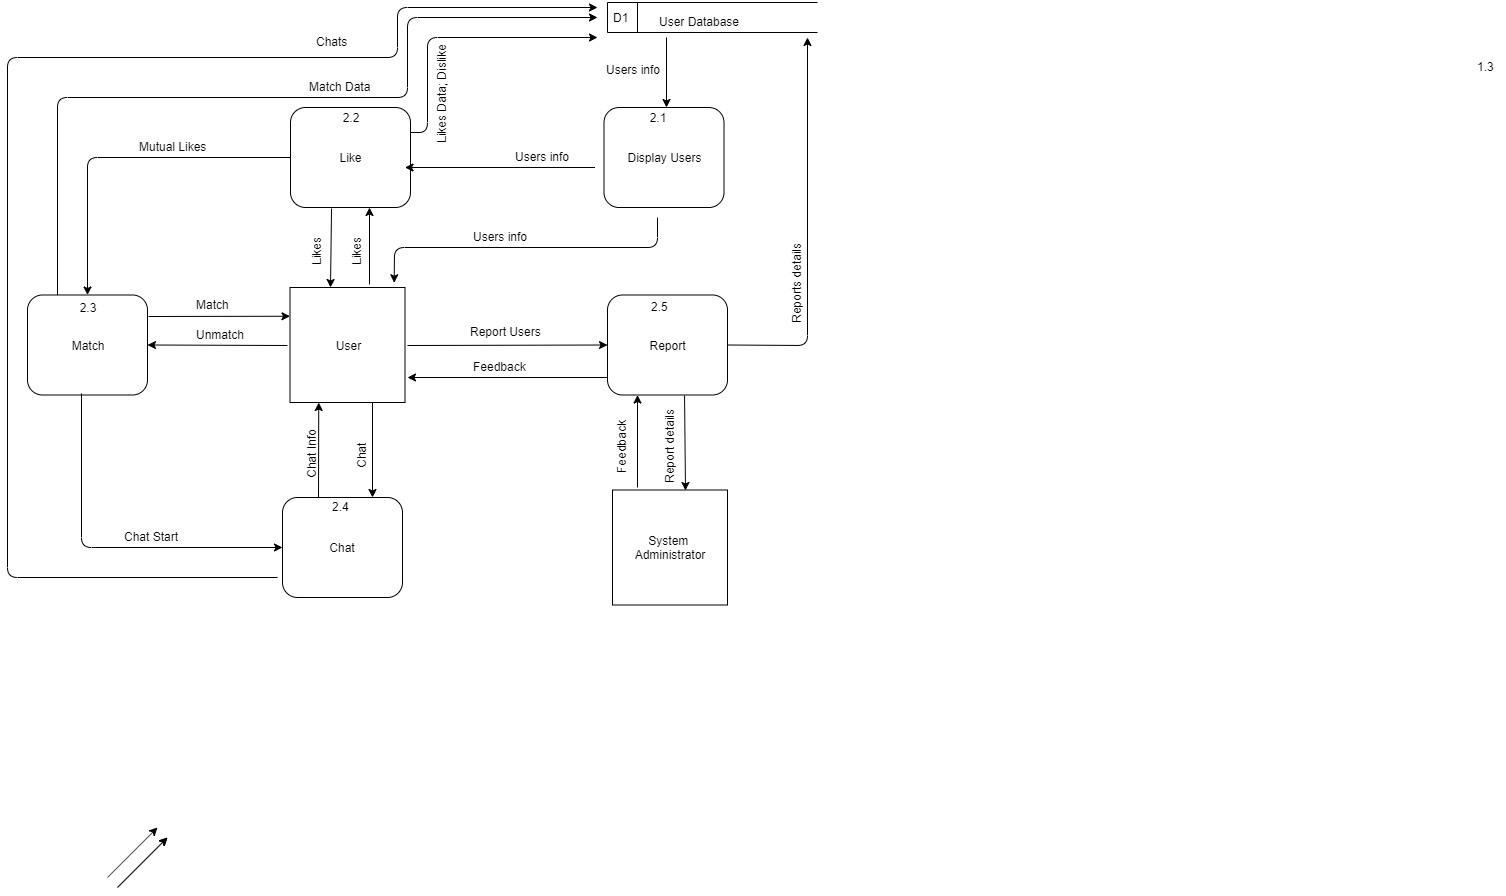 D1
User Database
Chats
Users info
1.3
Match Data
Likes Data, Dislike
2.2
Like
2.1
Display Users
Mutual Likes
Users info
Users info
Likes
Likes
Reports details
2.3
Match
Match
Unmatch
User
Report Users
Feedback
2.5
Report
Chat Info
Chat
Feedback
Report details
2.4
Chat
Chat Start
System
Administrator